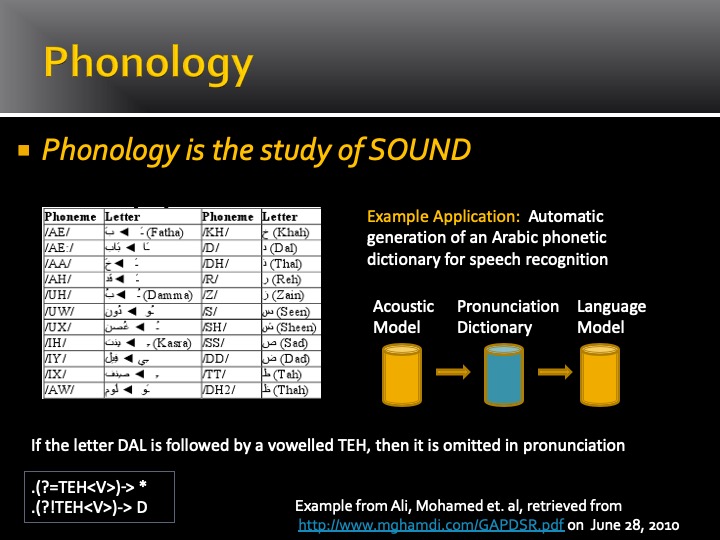 Phonology
▪ Phonology is the study of SOUND
Phoneme Letter Phoneme Letter
/AE/ ـَ ◄ بَ (Fatha) /KH/ خ (Khah)
/AE:/ ـَا ◄ بَاب /D/ د (Dal)
/AA/ ـَ ◄ خَ /DH/ ذ (Thal)
/AH/ ـَ ◄ قَد /R/ ر (Reh)
/UH/ ـُ ◄ بُ (Damma) /Z/ ز (Zain)
/UW/ ـُو ◄ دُون /S/ س (Seen)
/UX/ ـُ ◄ غُصن /SH/ ش (Sheen)
/IH/ ـِ ◄ بِنت (Kasra) /SS/ ص (Sad)
/IY/ ـِي ◄ فِيل /DD/ ض (Dad)
/IX/ ـِ ◄ صِنف /TT/ ط (Tah)
/AW/ ـَو ◄ لَوم /DH2/ ظ (Thah)
Example Application: Automatic
generation of an Arabic phonetic
dictionary for speech recognition
Acoustic Pronunciation Language
Model Dictionary Model
If the letter DAL is followed by a vowelled TEH, then it is omitted in pronunciation
.(?=TEH<V>)-> *
.(?!TEH<V>)-> D
Example from Ali, Mohamed et. al, retrieved from
http://www.mghamdi.com/GAPDSR.pdf on June 28, 2010